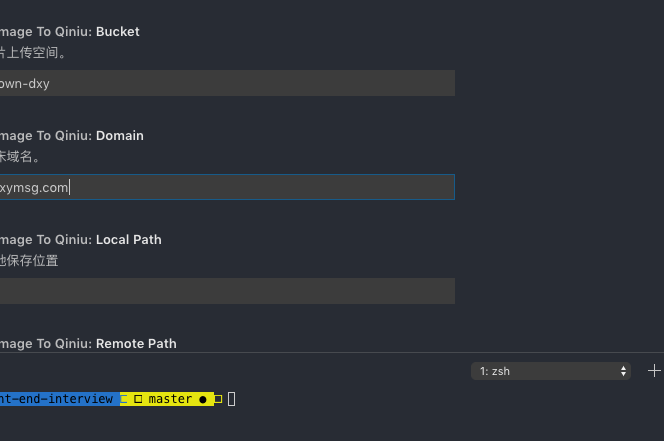 mage To Qiniu: Bucket
片上传空间。
own-dxy
mage To Qiniu: Domain
床域名。
xymsg.com
mage To Qiniu: Local Path
地保存位置
mage To Qiniu: Remote Path
1: zsh
nt-end-interview master